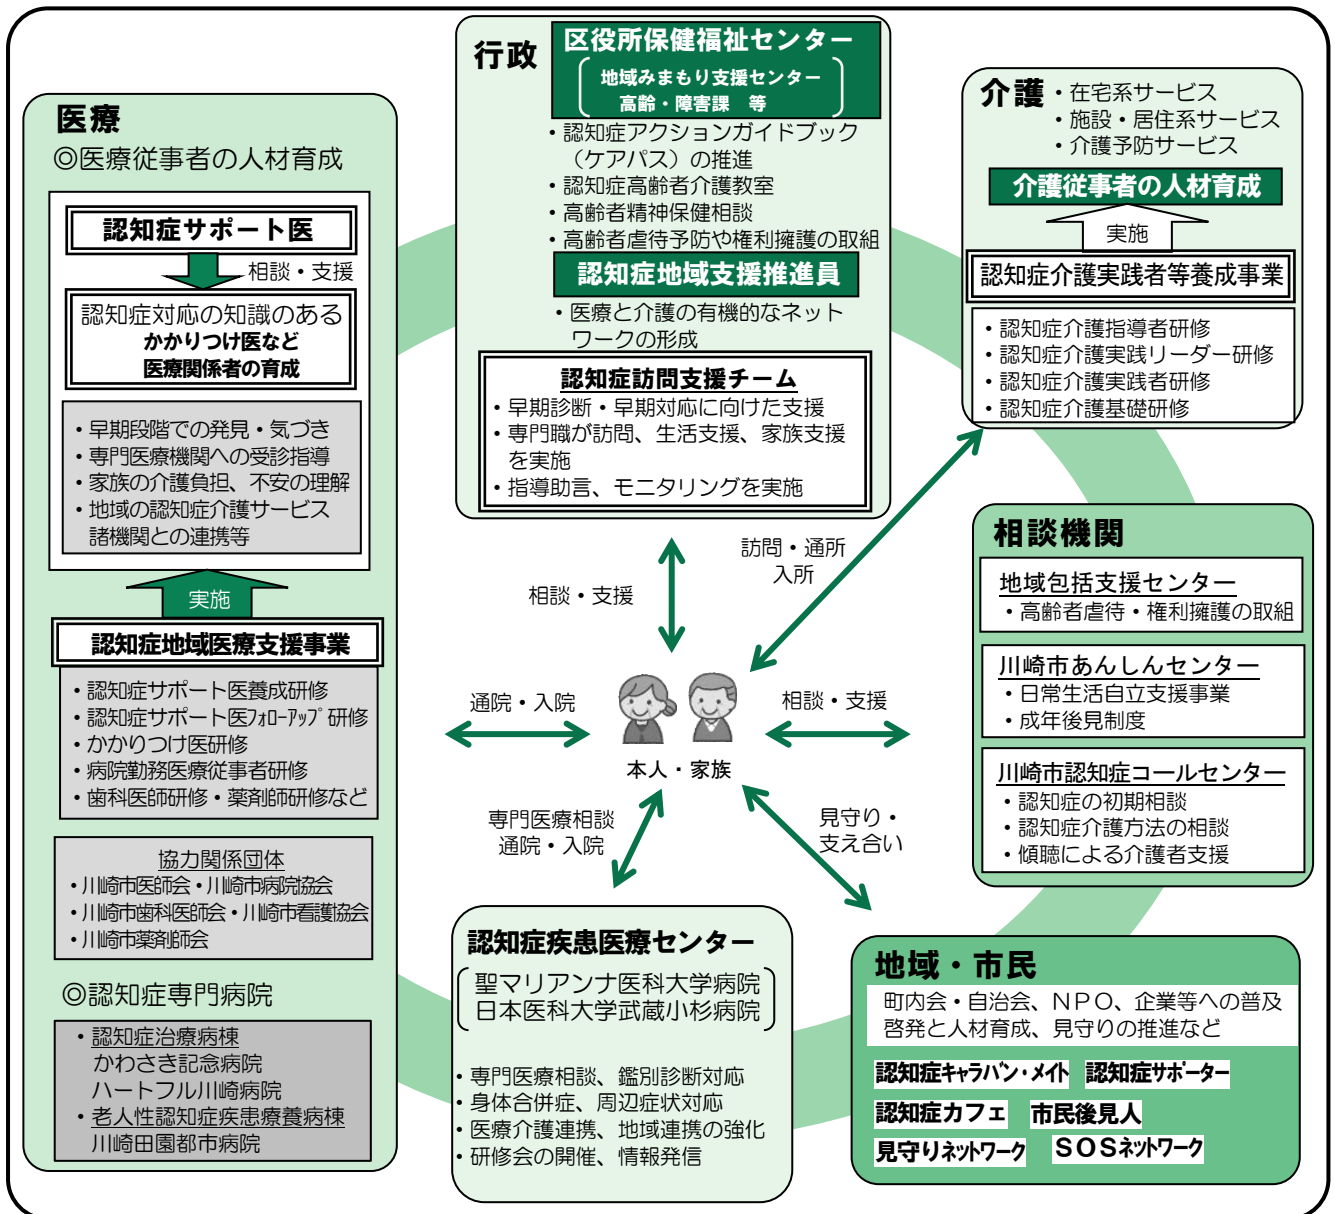 行政
区役所保健福祉センター
地域みまもり支援センター
高齢・障害課 等
・認知症アクションガイドブック
（ケアパス）の推進
・認知症高齢者介護教室
・高齢者精神保健相談
・高齢者虐待予防や権利擁護の取組
認知症地域支援推進員
・医療と介護の有機的なネット
ワークの形成
認知症訪問支援チーム
・早期診断・早期対応に向けた支援
・専門職が訪問、生活支援、家族支援
を実施
・指導助言、モニタリングを実施
介護
・在宅系サービス
・施設・居住系サービス
・介護予防サービス
介護従事者の人材育成
実施
認知症介護実践者等養成事業
・認知症介護指導者研修
・認知症介護実践リーダー研修
・認知症介護実践者研修
・認知症介護基礎研修
医療
◎医療従事者の人材育成
認知症サポート医
相談・支援
認知症対応の知識のある
かかりつけ医など
医療関係者の育成
・早期段階での発見・気づき
・専門医療機関への受診指導
・家族の介護負担、不安の理解
・地域の認知症介護サービス
諸機関との連携等
実施
認知症地域医療支援事業
・認知症サポート医養成研修
・認知症サポート医フォローアップ研修
・かかりつけ医研修
・病院勤務医療従事者研修
・歯科医師研修・薬剤師研修など
協力関係団体
・川崎市医師会・川崎市病院協会
・川崎市歯科医師会・川崎市看護協会
・川崎市薬剤師会
◎認知症専門病院
・認知症治療病棟
かわさき記念病院
ハートフル川崎病院
・老人性認知症疾患療養病棟
川崎田園都市病院
相談・支援
訪問・通所
入所
通院・入院
相談・支援
本人・家族
専門医療相談
通院・入院
見守り・
支え合い
相談機関
地域包括支援センター
・高齢者虐待・権利擁護の取組
川崎市あんしんセンター
・日常生活自立支援事業
・成年後見制度
川崎市認知症コールセンター
・認知症の初期相談
・認知症介護方法の相談
・傾聴による介護者支援
認知症疾患医療センター
聖マリアンナ医科大学病院
日本医科大学武蔵小杉病院
・専門医療相談、鑑別診断対応
・身体合併症、周辺症状対応
・医療介護連携、地域連携の強化
・研修会の開催、情報発信
地域・市民
町内会・自治会、ＮＰＯ、企業等への普及
啓発と人材育成、見守りの推進など
認知症キャラバン・メイト 認知症サポーター
認知症カフェ 市民後見人
見守りネットワーク ＳＯＳネットワーク